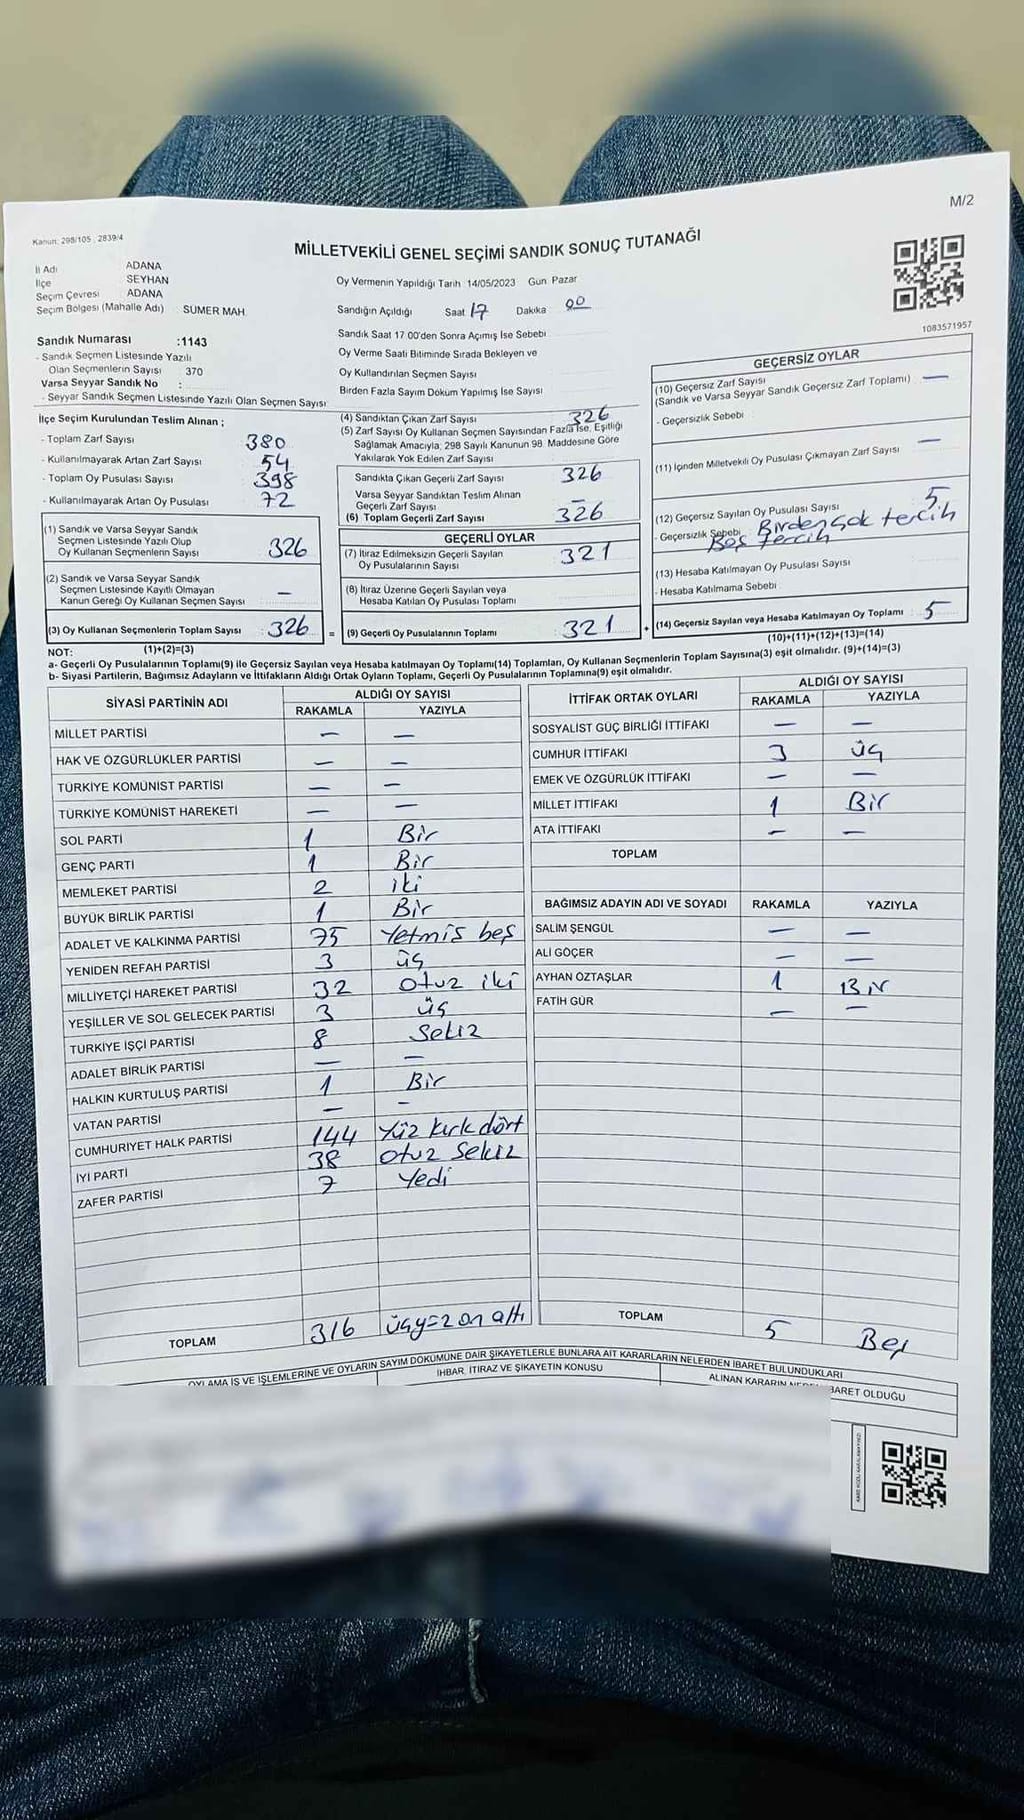 M/2
Kanun: 298/105 , 2839/4
MİLLETVEKİLİ GENEL SEÇİMİ SANDIK SONUÇ TUTANAĞI
İl Adı ADANA
İlçe SEYHAN
Seçim Çevresi ADANA
Seçim Bölgesi (Mahalle Adı) SÜMER MAH.
Oy Vermenin Yapıldığı Tarih 14/05/2023 Gün Pazar
Sandığın Açıldığı Saat 17 Dakika 00
1083571957
Sandık Numarası :1143
- Sandık Seçmen Listesinde Yazılı
Olan Seçmenlerin Sayısı 370
Varsa Seyyar Sandık No :
- Seyyar Sandık Seçmen Listesinde Yazılı Olan Seçmen Sayısı:
Sandık Saat 17 00'den Sonra Açımış İse Sebebi
Oy Verme Saati Bitiminde Sırada Bekleyen ve
Oy Kullandırılan Seçmen Sayısı
Birden Fazla Sayım Döküm Yapılmış İse Sayısı
İlçe Seçim Kurulundan Teslim Alınan ;
- Toplam Zarf Sayısı 380
- Kullanılmayarak Artan Zarf Sayısı 54
- Toplam Oy Pusulası Sayısı 398
- Kullanılmayarak Artan Oy Pusulası 72
(1) Sandık ve Varsa Seyyar Sandık
Seçmen Listesinde Yazılı Olup
Oy Kullanan Seçmenlerin Sayısı 326
(2) Sandık ve Varsa Seyyar Sandık
Seçmen Listesinde Kayıtlı Olmayan
Kanun Gereği Oy Kullanan Seçmen Sayısı —
(3) Oy Kullanan Seçmenlerin Toplam Sayısı : 326 =
(4) Sandıktan Çıkan Zarf Sayısı 326
(5) Zarf Sayısı Oy Kullanan Seçmen Sayısından Fazla İse, Eşitliği
Sağlamak Amacıyla, 298 Sayılı Kanunun 98. Maddesine Göre
Yakılarak Yok Edilen Zarf Sayısı
Sandıkta Çıkan Geçerli Zarf Sayısı 326
Varsa Seyyar Sandıktan Teslim Alınan
Geçerli Zarf Sayısı —
(6) Toplam Geçerli Zarf Sayısı 326
GEÇERLİ OYLAR
(7) İtiraz Edilmeksizin Geçerli Sayılan
Oy Pusulalarının Sayısı 321
(8) İtiraz Üzerine Geçerli Sayılan veya
Hesaba Katılan Oy Pusulası Toplamı
(9) Geçerli Oy Pusulalarının Toplamı 321 +
GEÇERSİZ OYLAR
(10) Geçersiz Zarf Sayısı
(Sandık ve Varsa Seyyar Sandık Geçersiz Zarf Toplamı) —
- Geçersizlik Sebebi
(11) İçinden Milletvekili Oy Pusulası Çıkmayan Zarf Sayısı —
(12) Geçersiz Sayılan Oy Pusulası Sayısı 5
- Geçersizlik Sebebi Birden çok tercih
Boş tercih
(13) Hesaba Katılmayan Oy Pusulası Sayısı
- Hesaba Katılmama Sebebi
(14) Geçersiz Sayılan veya Hesaba Katılmayan Oy Toplamı : 5
NOT: (1)+(2)=(3)
(10)+(11)+(12)+(13)=(14)
a- Geçerli Oy Pusulalarının Toplamı(9) ile Geçersiz Sayılan veya Hesaba katılmayan Oy Toplamı(14) Toplamları, Oy Kullanan Seçmenlerin Toplam Sayısına(3) eşit olmalıdır. (9)+(14)=(3)
b- Siyasi Partilerin, Bağımsız Adayların ve İttifakların Aldığı Ortak Oyların Toplamı, Geçerli Oy Pusulalarının Toplamına(9) eşit olmalıdır.
SİYASİ PARTİNİN ADI ALDIĞI OY SAYISI
RAKAMLA YAZIYLA
MİLLET PARTİSİ — —
HAK VE ÖZGÜRLÜKLER PARTİSİ — —
TÜRKİYE KOMÜNİST PARTİSİ — —
TÜRKİYE KOMÜNİST HAREKETİ — —
SOL PARTİ 1 Bir
GENÇ PARTİ 1 Bir
MEMLEKET PARTİSİ 2 iki
BÜYÜK BİRLİK PARTİSİ 1 Bir
ADALET VE KALKINMA PARTİSİ 75 Yetmiş beş
YENİDEN REFAH PARTİSİ 3 üç
MİLLİYETÇİ HAREKET PARTİSİ 32 Otuz iki
YEŞİLLER VE SOL GELECEK PARTİSİ 3 üç
TÜRKİYE İŞÇİ PARTİSİ 8 Sekiz
ADALET BİRLİK PARTİSİ — —
HALKIN KURTULUŞ PARTİSİ 1 Bir
VATAN PARTİSİ — —
CUMHURİYET HALK PARTİSİ 144 Yüz kırk dört
İYİ PARTİ 38 Otuz Sekiz
ZAFER PARTİSİ 7 Yedi
TOPLAM 316 üçyüz on altı
İTTİFAK ORTAK OYLARI ALDIĞI OY SAYISI
RAKAMLA YAZIYLA
SOSYALİST GÜÇ BİRLİĞİ İTTİFAKI — —
CUMHUR İTTİFAKI 3 üç
EMEK VE ÖZGÜRLÜK İTTİFAKI — —
MİLLET İTTİFAKI 1 Bir
ATA İTTİFAKI — —
TOPLAM
BAĞIMSIZ ADAYIN ADI VE SOYADI RAKAMLA YAZIYLA
SALİM ŞENGÜL — —
ALİ GÖÇER — —
AYHAN ÖZTAŞLAR 1 Bir
FATİH GÜR — —
TOPLAM 5 Beş
OYLAMA İŞ VE İŞLEMLERİNE VE OYLARIN SAYIM DÖKÜMÜNE DAİR ŞİKAYETLERLE BUNLARA AİT KARARLARIN NELERDEN İBARET BULUNDUKLARI
İHBAR, İTİRAZ VE ŞİKAYETİN KONUSU
ALINAN KARARIN NEDEN İBARET OLDUĞU